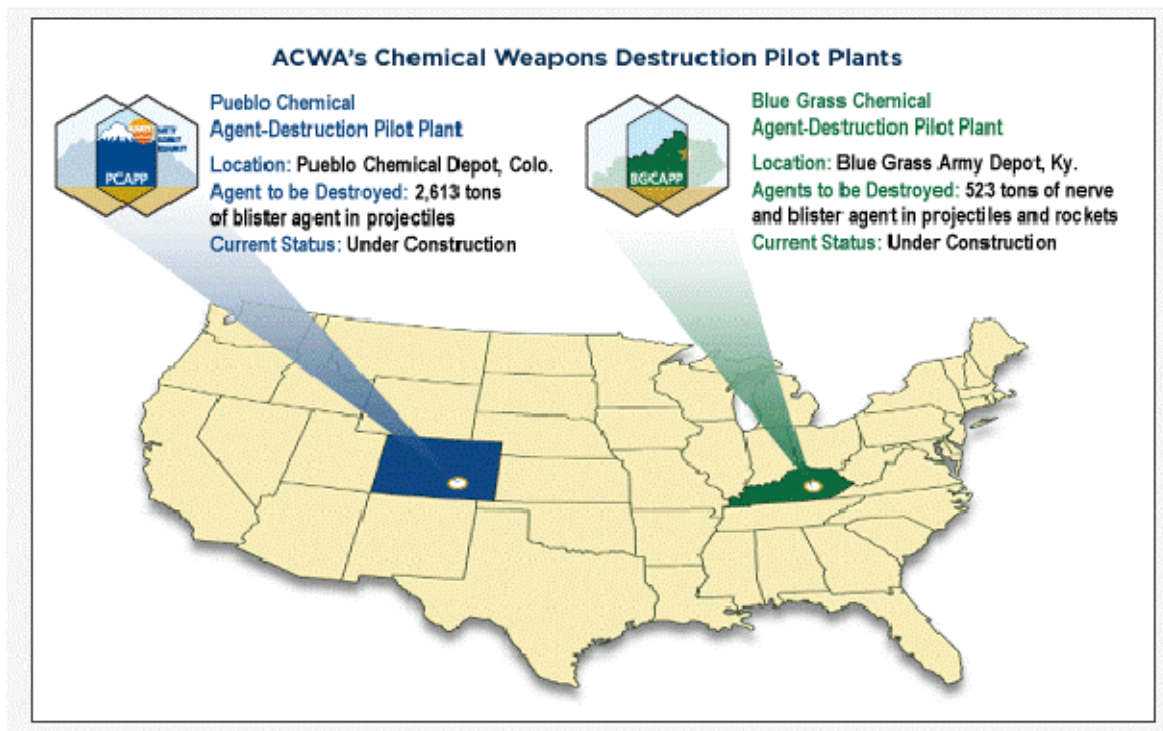 ACWA's Chemical Weapons Destruction Pilot Plants
Pueblo Chemical
Agent-Destruction Pilot Plant
Location: Pueblo Chemical Depot, Colo.
Agent to be Destroyed: 2,613 tons
of blister agent in projectiles
Current Status: Under Construction
PCAPP
Blue Grass Chemical
Agent-Destruction Pilot Plant
Location: Blue Grass Army Depot, Ky.
Agents to be Destroyed: 523 tons of nerve
and blister agent in projectiles and rockets
Current Status: Under Construction
BGCAPP